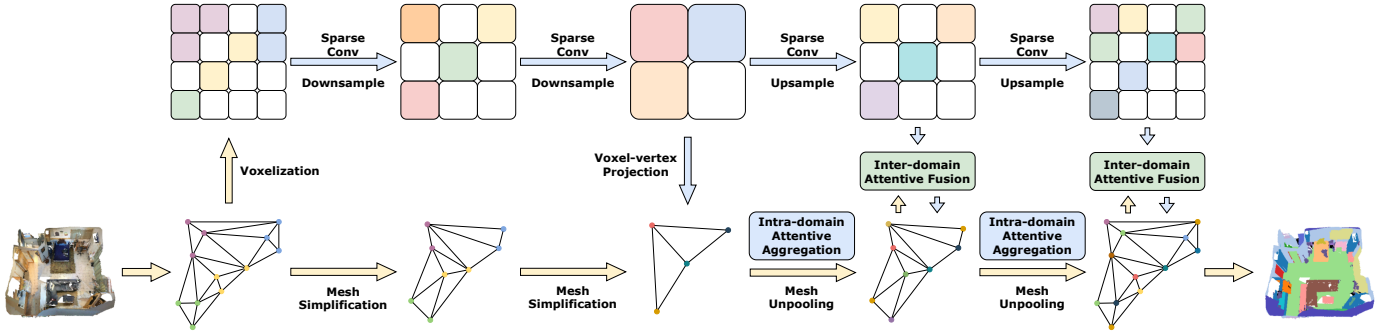 Sparse
Conv
Downsample
Sparse
Conv
Downsample
Sparse
Conv
Upsample
Sparse
Conv
Upsample
Voxelization
Voxel-vertex
Projection
Inter-domain
Attentive Fusion
Inter-domain
Attentive Fusion
Intra-domain
Attentive
Aggregation
Intra-domain
Attentive
Aggregation
Mesh
Simplification
Mesh
Simplification
Mesh
Unpooling
Mesh
Unpooling